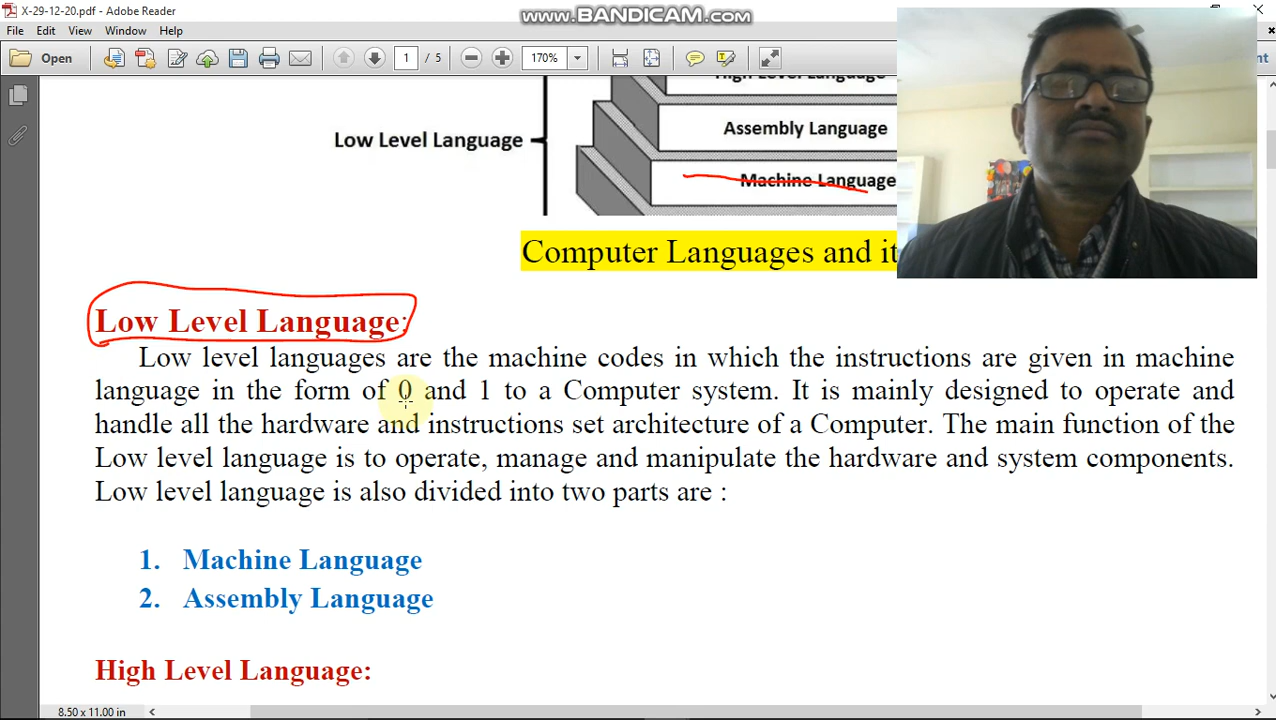 X-29-12-20.pdf - Adobe Reader
www.BANDICAM.com
File Edit View Window Help
Open 1 / 5 170%
Low Level Language
Assembly Language
Machine Language
Computer Languages and
Low Level Language:
Low level languages are the machine codes in which the instructions are given in machine
language in the form of 0 and 1 to a Computer system. It is mainly designed to operate and
handle all the hardware and instructions set architecture of a Computer. The main function of the
Low level language is to operate, manage and manipulate the hardware and system components.
Low level language is also divided into two parts are :
1. Machine Language
2. Assembly Language
High Level Language:
8.50 x 11.00 in